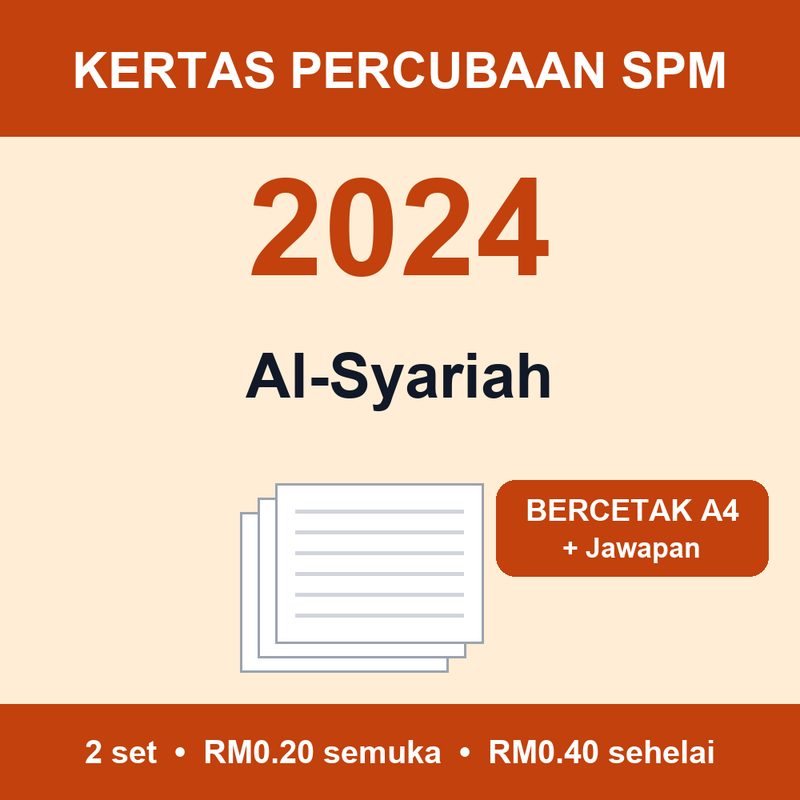 KERTAS PERCUBAAN SPM
2024
Al-Syariah
BERCETAK A4
+ Jawapan
2 set • RM0.20 semuka • RM0.40 sehelai